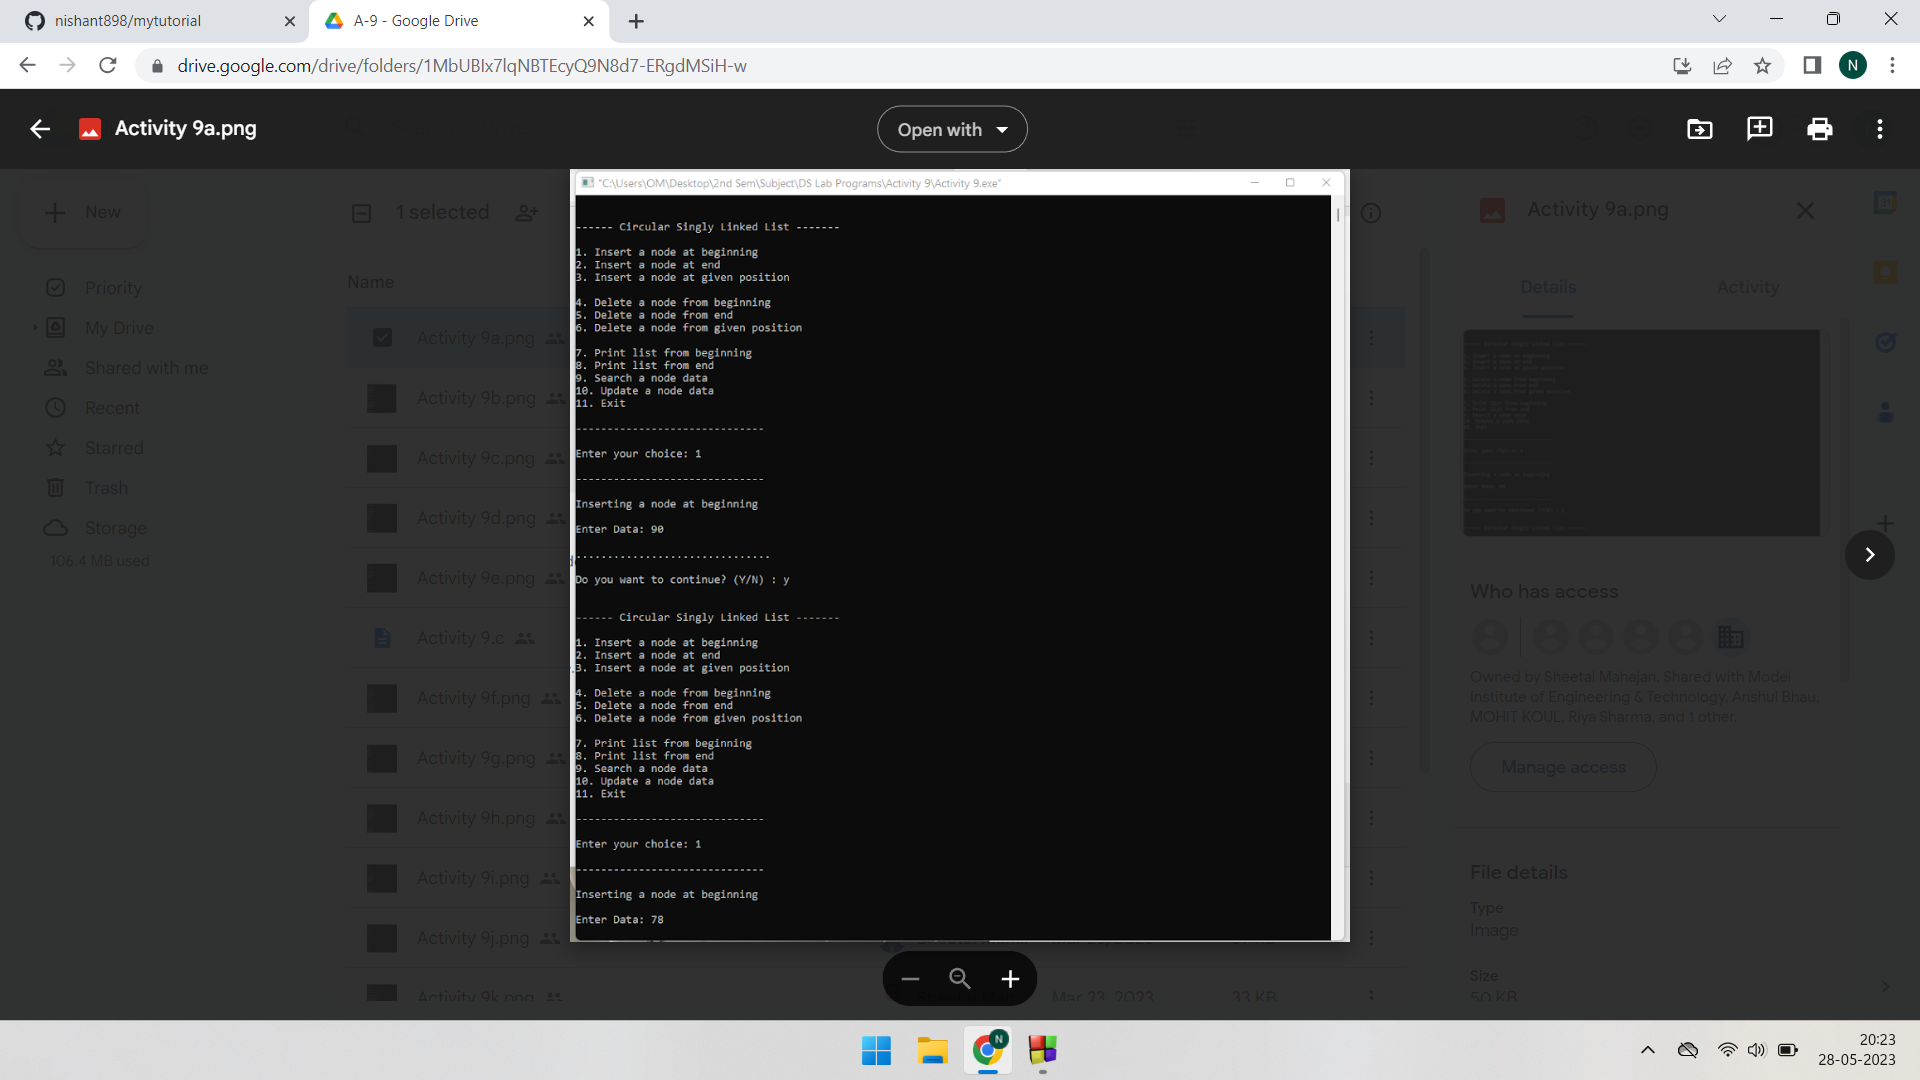 nishant898/mytutorial
A-9 - Google Drive
drive.google.com/drive/folders/1MbUBIx7lqNBTEcyQ9N8d7-ERgdMSiH-w
N
Activity 9a.png
Open with
"C:\Users\OM\Desktop\2nd Sem\Subject\DS Lab Programs\Activity 9\Activity 9.exe"
------ Circular Singly Linked List -------
1. Insert a node at beginning
2. Insert a node at end
3. Insert a node at given position
4. Delete a node from beginning
5. Delete a node from end
6. Delete a node from given position
7. Print list from beginning
8. Print list from end
9. Search a node data
10. Update a node data
11. Exit
------------------------------
Enter your choice: 1
------------------------------
Inserting a node at beginning
Enter Data: 90
...............................
Do you want to continue? (Y/N) : y
------ Circular Singly Linked List -------
1. Insert a node at beginning
2. Insert a node at end
3. Insert a node at given position
4. Delete a node from beginning
5. Delete a node from end
6. Delete a node from given position
7. Print list from beginning
8. Print list from end
9. Search a node data
10. Update a node data
11. Exit
------------------------------
Enter your choice: 1
------------------------------
Inserting a node at beginning
Enter Data: 78
New
Priority
My Drive
Shared with me
Recent
Starred
Trash
Storage
106.4 MB used
1 selected
Name
Activity 9a.png
Activity 9b.png
Activity 9c.png
Activity 9d.png
Activity 9e.png
Activity 9.c
Activity 9f.png
Activity 9g.png
Activity 9h.png
Activity 9i.png
Activity 9j.png
Activity 9k.png
Mar 23, 2023
33 KB
Activity 9a.png
Details
Activity
Who has access
Owned by Sheetal Mahajan. Shared with Model
Institute of Engineering & Technology, Anshul Bhau,
MOHIT KOUL, Riya Sharma, and 1 other.
Manage access
File details
Type
Image
Size
50 KB
N
20:23
28-05-2023